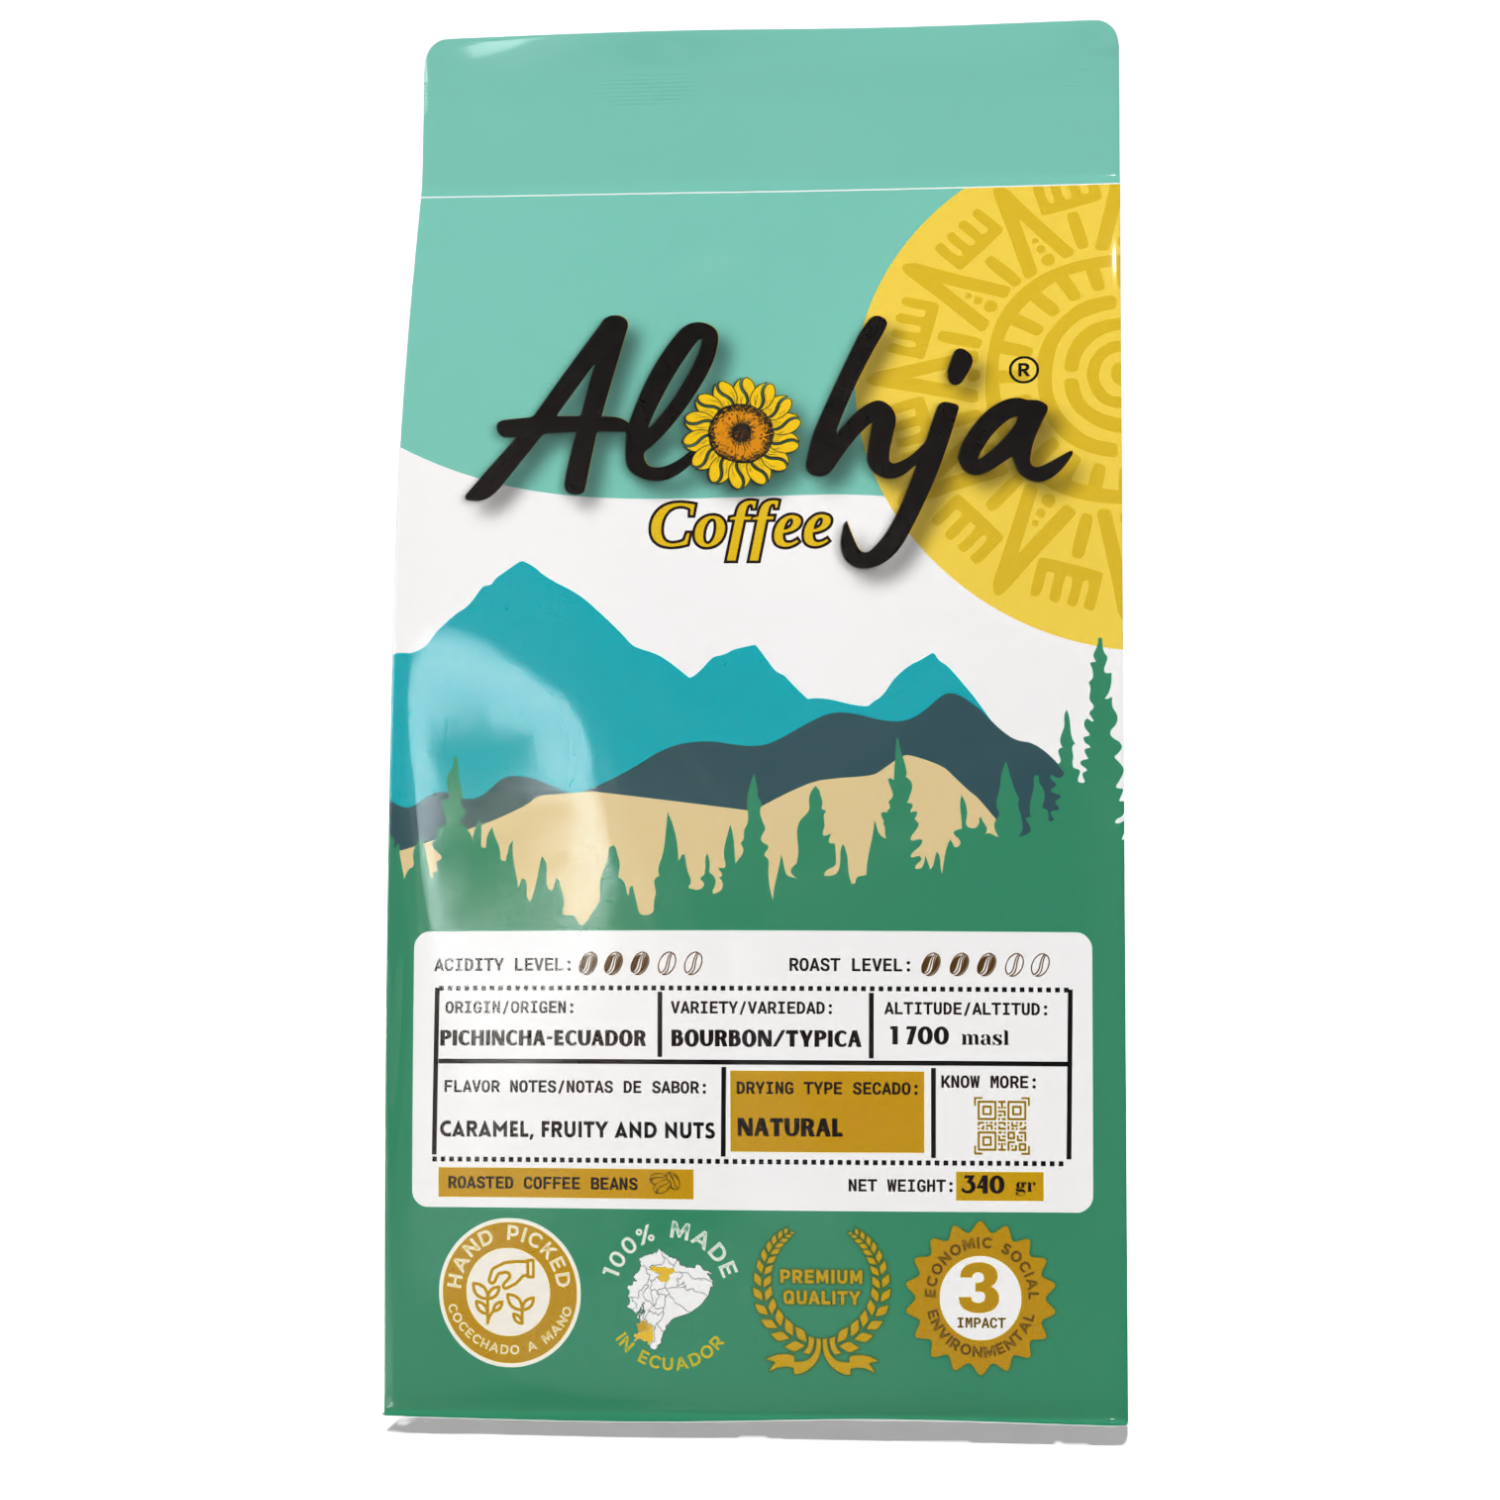 Alohja ®
Coffee
ACIDITY LEVEL:
ROAST LEVEL:
ORIGIN/ORIGEN:
PICHINCHA-ECUADOR
VARIETY/VARIEDAD:
BOURBON/TYPICA
ALTITUDE/ALTITUD:
1700 masl
FLAVOR NOTES/NOTAS DE SABOR:
CARAMEL, FRUITY AND NUTS
DRYING TYPE SECADO:
NATURAL
KNOW MORE:
ROASTED COFFEE BEANS
NET WEIGHT: 340 gr
HAND PICKED
COCECHADO A MANO
100% MADE
IN ECUADOR
PREMIUM
QUALITY
ECONOMIC SOCIAL
3
IMPACT
ENVIRONMENTAL